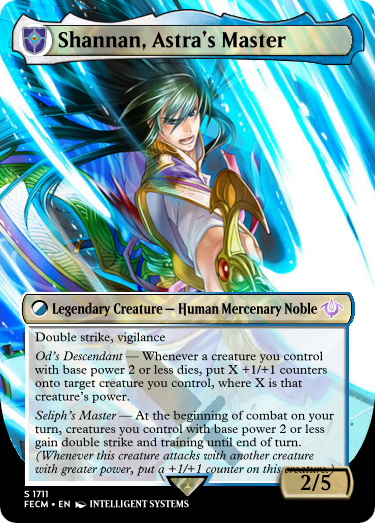 Shannan, Astra's Master
Legendary Creature — Human Mercenary Noble
Double strike, vigilance
Od's Descendant — Whenever a creature you control
with base power 2 or less dies, put X +1/+1 counters
onto target creature you control, where X is that
creature's power.
Seliph's Master — At the beginning of combat on your
turn, creatures you control with base power 2 or less
gain double strike and training until end of turn.
(Whenever this creature attacks with another creature
with greater power, put a +1/+1 counter on this creature.)
2/5
S 1711
FECM • EN INTELLIGENT SYSTEMS